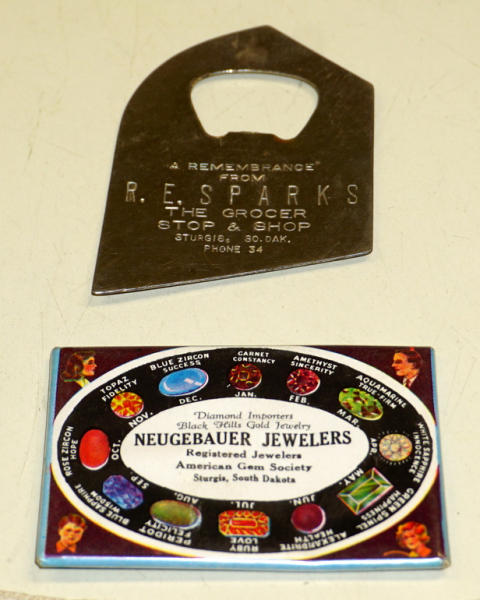 "A REMEMBRANCE"
FROM
R. E. SPARKS
THE GROCER
STOP & SHOP
STURGIS, SO. DAK.
PHONE 34
GARNET
CONSTANCY
JAN.
AMETHYST
SINCERITY
FEB.
AQUAMARINE
TRUE-FIRM
MAR.
WHITE SAPPHIRE
INNOCENCE
APR.
GREEN SPINEL
HAPPINESS
MAY.
ALEXANDRITE
HEALTH
JUN.
RUBY
LOVE
JUL.
PERIDOT
FELICITY
AUG.
BLUE SAPPHIRE
WISDOM
SEP.
ROSE ZIRCON
HOPE
OCT.
TOPAZ
FIDELITY
NOV.
BLUE ZIRCON
SUCCESS
DEC.
Diamond Importers
Black Hills Gold Jewelry
NEUGEBAUER JEWELERS
Registered Jewelers
American Gem Society
Sturgis, South Dakota